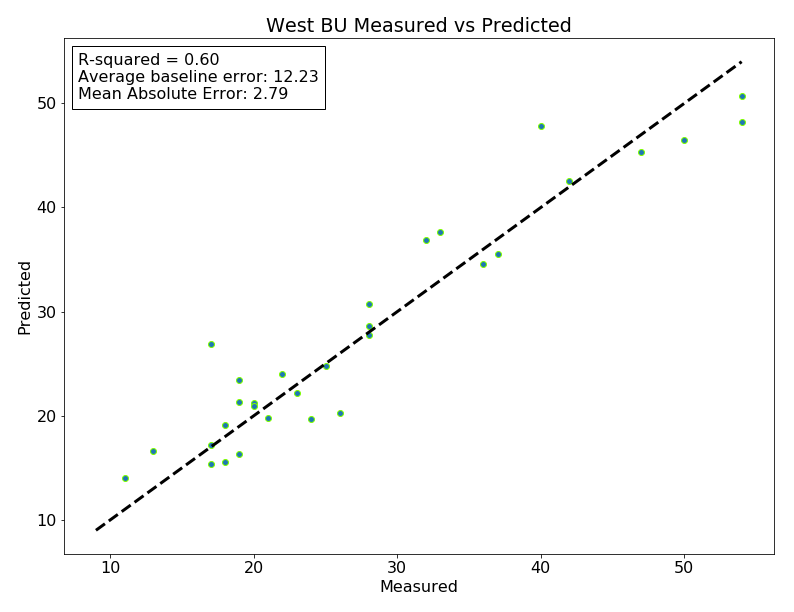 West BU Measured vs Predicted
R-squared = 0.60
Average baseline error: 12.23
Mean Absolute Error: 2.79
50
40
30
20
10
Predicted
10 20 30 40 50
Measured